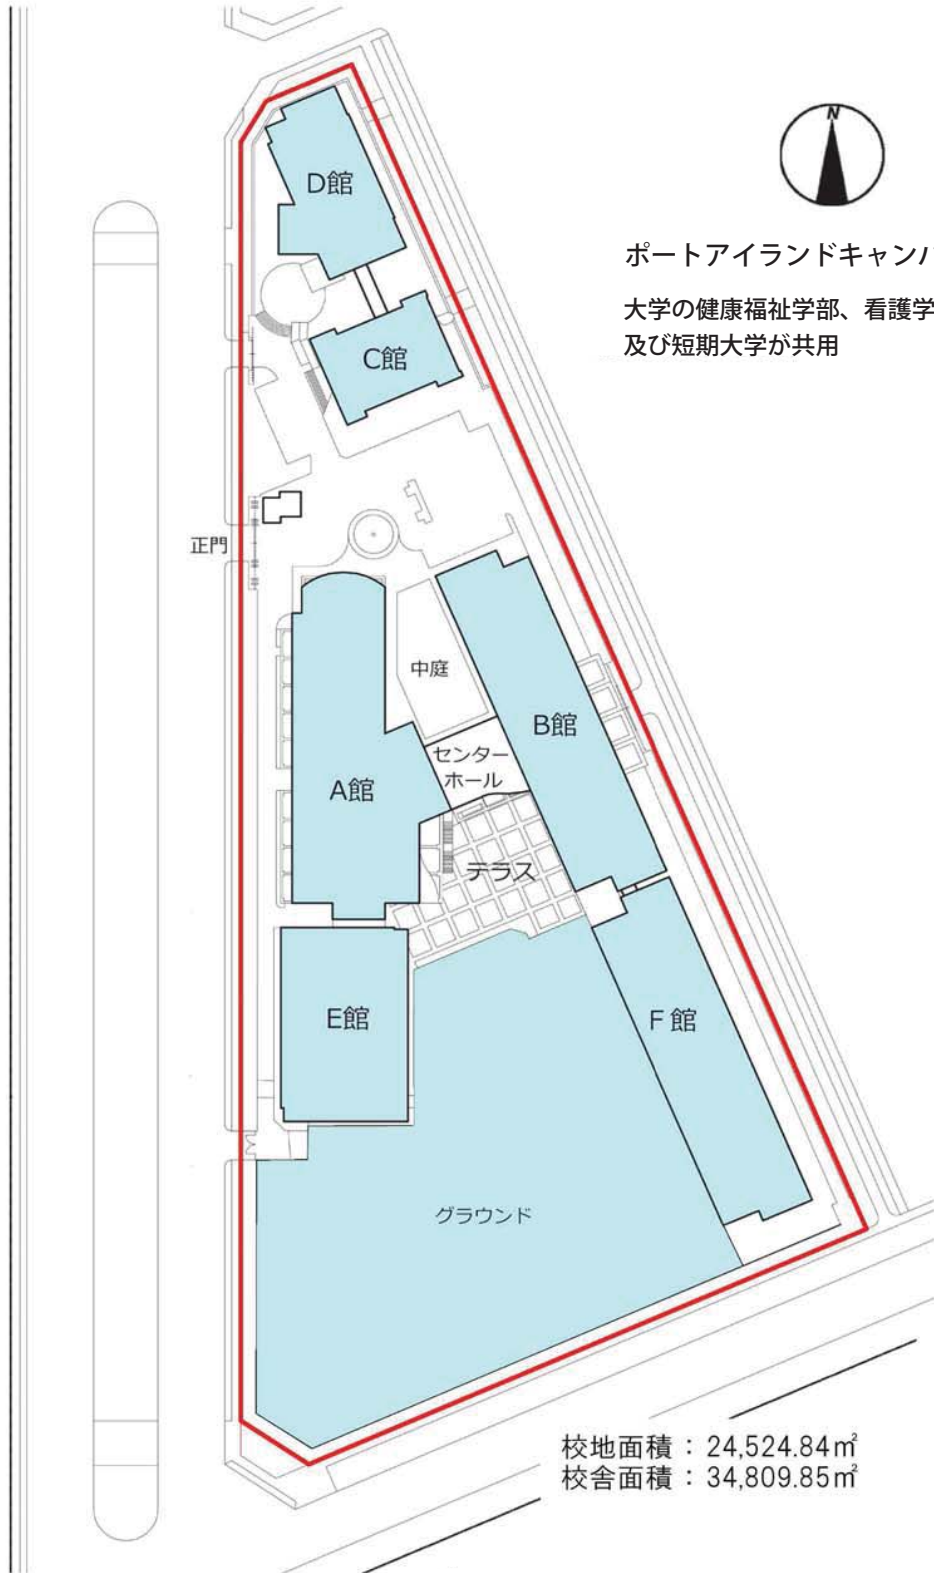 N
D館
ポートアイランドキャンパ
大学の健康福祉学部、看護学
及び短期大学が共用
C館
正門
中庭
B館
センター
ホール
A館
テラス
E館
F館
グラウンド
校地面積：24,524.84㎡
校舎面積：34,809.85㎡